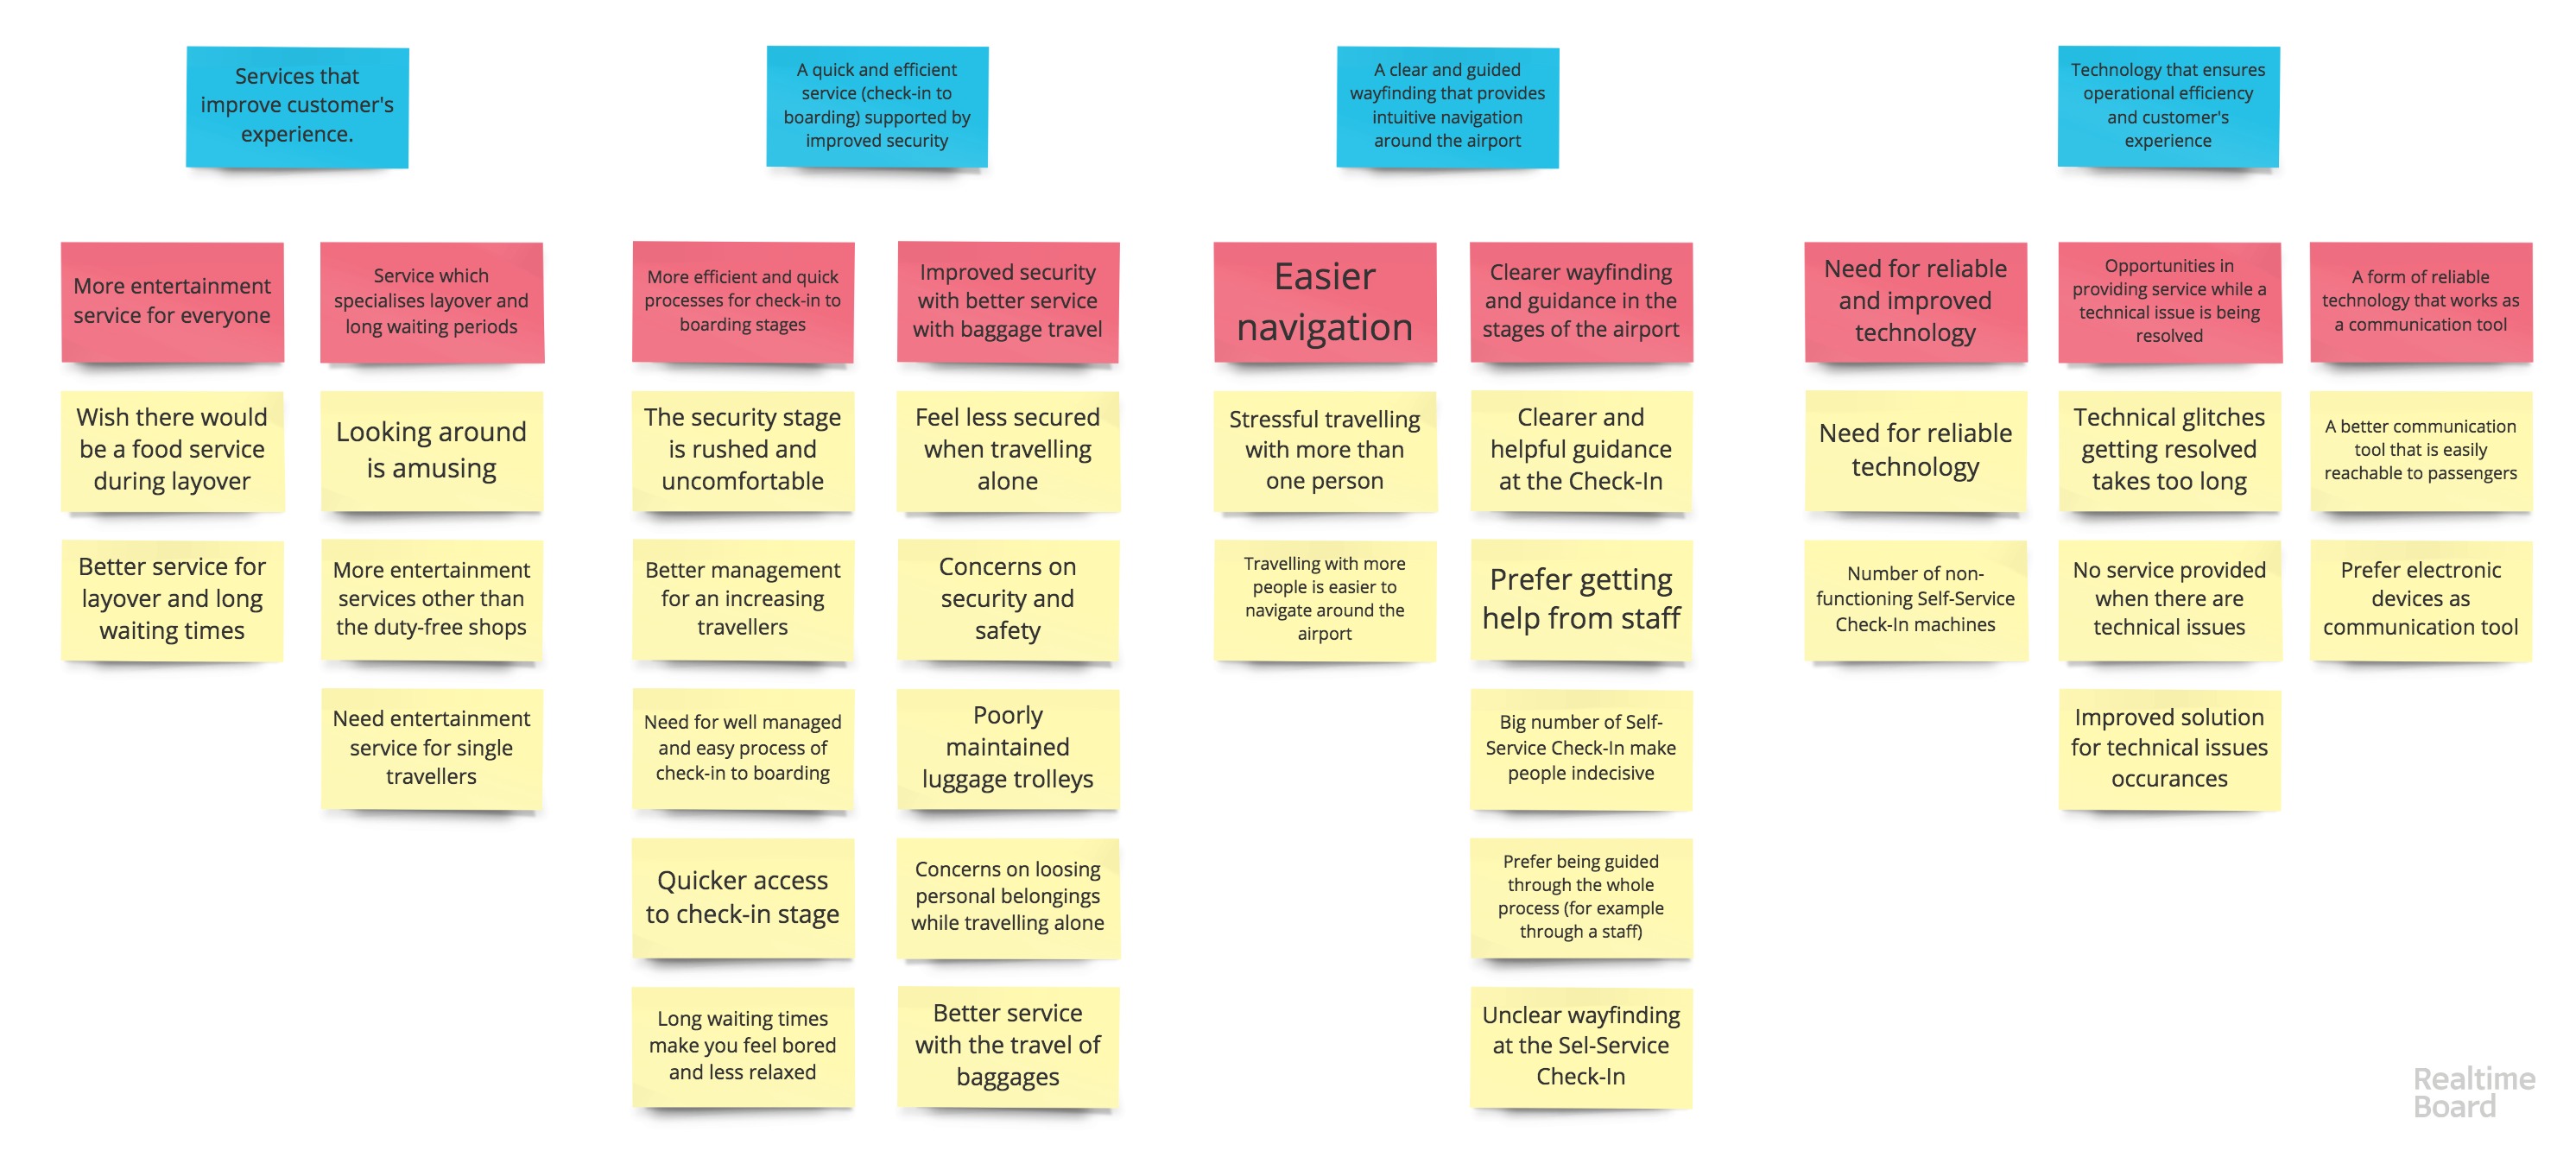 Services that
improve customer's
experience.
A quick and efficient
service (check-in to
boarding) supported by
improved security
A clear and guided
wayfinding that provides
intuitive navigation
around the airport
Technology that ensures
operational efficiency
and customer's
experience
More entertainment
service for everyone
Service which
specialises layover and
long waiting periods
More efficient and quick
processes for check-in to
boarding stages
Improved security
with better service
with baggage travel
Easier
navigation
Clearer wayfinding
and guidance in the
stages of the airport
Need for reliable
and improved
technology
Opportunities in
providing service while a
technical issue is being
resolved
A form of reliable
technology that works as
a communication tool
Wish there would
be a food service
during layover
Looking around
is amusing
The security stage
is rushed and
uncomfortable
Feel less secured
when travelling
alone
Stressful travelling
with more than
one person
Clearer and
helpful guidance
at the Check-In
Need for reliable
technology
Technical glitches
getting resolved
takes too long
A better communication
tool that is easily
reachable to passengers
Better service for
layover and long
waiting times
More entertainment
services other than
the duty-free shops
Better management
for an increasing
travellers
Concerns on
security and
safety
Travelling with more
people is easier to
navigate around the
airport
Prefer getting
help from staff
Number of non-
functioning Self-Service
Check-In machines
No service provided
when there are
technical issues
Prefer electronic
devices as
communication tool
Need entertainment
service for single
travellers
Need for well managed
and easy process of
check-in to boarding
Poorly
maintained
luggage trolleys
Big number of Self-
Service Check-In make
people indecisive
Improved solution
for technical issues
occurances
Quicker access
to check-in stage
Concerns on loosing
personal belongings
while travelling alone
Prefer being guided
through the whole
process (for example
through a staff)
Long waiting times
make you feel bored
and less relaxed
Better service
with the travel of
baggages
Unclear wayfinding
at the Sel-Service
Check-In
Realtime
Board